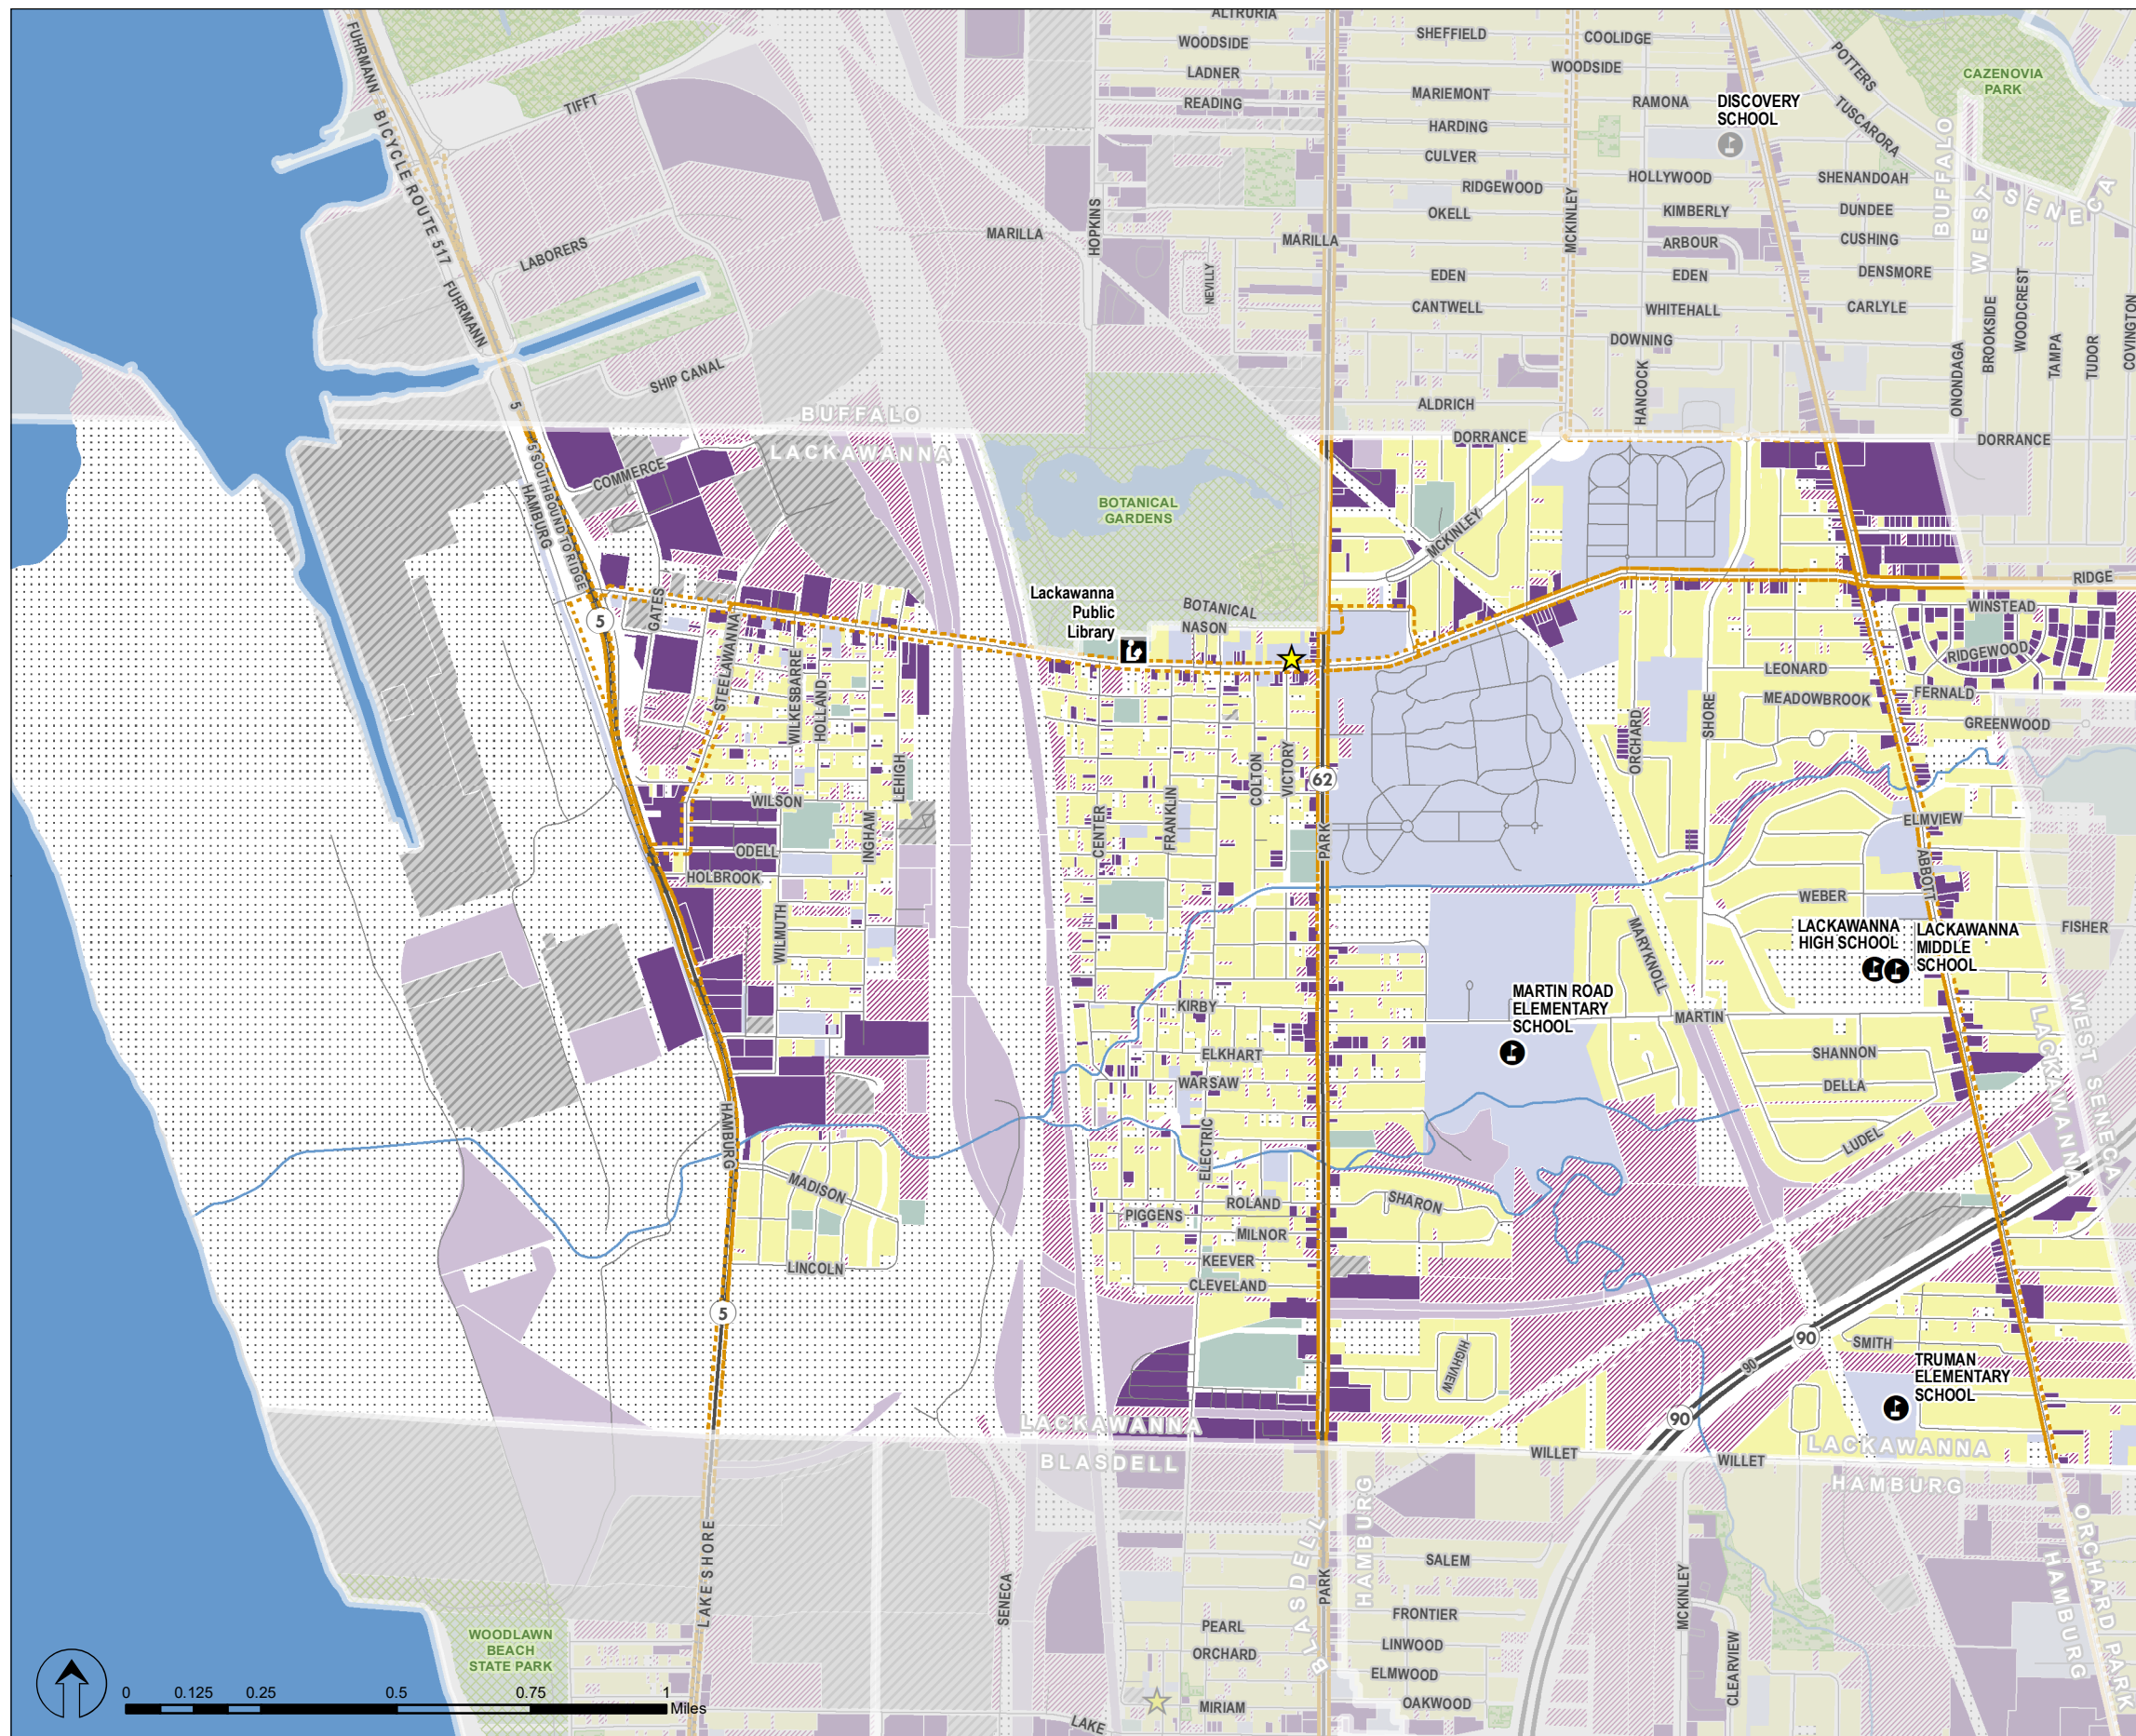 ALTRURIA
WOODSIDE
LADNER
READING
SHEFFIELD
COOLIDGE
WOODSIDE
MARIEMONT
RAMONA
HARDING
CULVER
RIDGEWOOD
HOLLYWOOD
OKELL
KIMBERLY
MARILLA
MARILLA
ARBOUR
EDEN
EDEN
CANTWELL
WHITEHALL
DOWNING
ALDRICH
DORRANCE
DORRANCE
DISCOVERY
SCHOOL
POTTERS
TUSCARORA
CAZENOVIA
PARK
SHENANDOAH
DUNDEE
CUSHING
DENSMORE
CARLYLE
BUFFALO
WEST SENECA
ONONDAGA
BROOKSIDE
WOODCREST
TAMPA
TUDOR
COVINGTON
HANCOCK
MCKINLEY
HOPKINS
NEVILLY
FUHRMANN
BICYCLE ROUTE 517
FUHRMANN
TIFFT
LABORERS
SHIP CANAL
5
BUFFALO
LACKAWANNA
5 SOUTHBOUND TO RIDGE
HAMBURG
COMMERCE
GATES
5
STEELAWANNA
WILKESBARRE
HOLLAND
LEHIGH
INGHAM
WILSON
ODELL
HOLBROOK
WILMUTH
BOTANICAL
GARDENS
Lackawanna
Public
Library
BOTANICAL
NASON
MCKINLEY
RIDGE
WINSTEAD
RIDGEWOOD
LEONARD
MEADOWBROOK
FERNALD
GREENWOOD
ORCHARD
SHORE
COLTON
VICTORY
62
PARK
CENTER
FRANKLIN
ELMVIEW
ABBOTT
WEBER
FISHER
LACKAWANNA
HIGH SCHOOL
LACKAWANNA
MIDDLE
SCHOOL
MARYKNOLL
MARTIN ROAD
ELEMENTARY
SCHOOL
MARTIN
KIRBY
ELKHART
WARSAW
SHANNON
DELLA
LUDEL
WEST SENECA
LACKAWANNA
HAMBURG
MADISON
LINCOLN
5
ELECTRIC
ROLAND
PIGGENS
MILNOR
KEEVER
CLEVELAND
SHARON
HIGHVIEW
90
90
90
SMITH
TRUMAN
ELEMENTARY
SCHOOL
LACKAWANNA
BLASDELL
WILLET
WILLET
LACKAWANNA
HAMBURG
BLASDELL
HAMBURG
ORCHARD PARK
HAMBURG
LAKE SHORE
SENECA
PARK
SALEM
FRONTIER
LINWOOD
ELMWOOD
OAKWOOD
MCKINLEY
CLEARVIEW
PEARL
ORCHARD
MIRIAM
LAKE
WOODLAWN
BEACH
STATE PARK
0 0.125 0.25 0.5 0.75 1
Miles